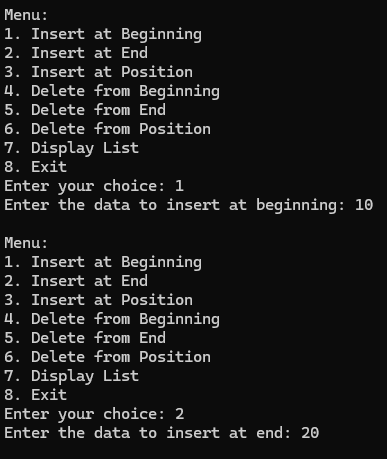 Menu:
1. Insert at Beginning
2. Insert at End
3. Insert at Position
4. Delete from Beginning
5. Delete from End
6. Delete from Position
7. Display List
8. Exit
Enter your choice: 1
Enter the data to insert at beginning: 10

Menu:
1. Insert at Beginning
2. Insert at End
3. Insert at Position
4. Delete from Beginning
5. Delete from End
6. Delete from Position
7. Display List
8. Exit
Enter your choice: 2
Enter the data to insert at end: 20